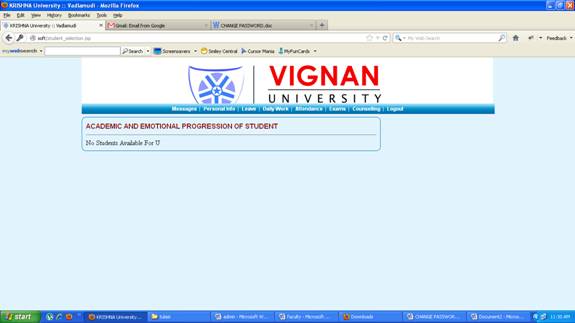 KRISHNA University :: Vadlamudi - Mozilla Firefox
File Edit View History Bookmarks Tools Help
KRISHNA University :: Vadlamudi
Gmail: Email from Google
CHANGE PASSWORD.doc
soft/student_selection.jsp
My Web Search
Feedback
mywebsearch Search Screensavers Smiley Central Cursor Mania MyFunCards
VIGNAN
UNIVERSITY
Messages | Personal Info | Leave | Daily Work | Attendance | Exams | Counselling | Logout
ACADEMIC AND EMOTIONAL PROGRESSION OF STUDENT
No Students Available For U
start
KRISHNA University...
admin - Microsoft W...
Faculty - Microsoft ...
Downloads
CHANGE PASSWOR...
Document2 - Micros...
11:30 AM